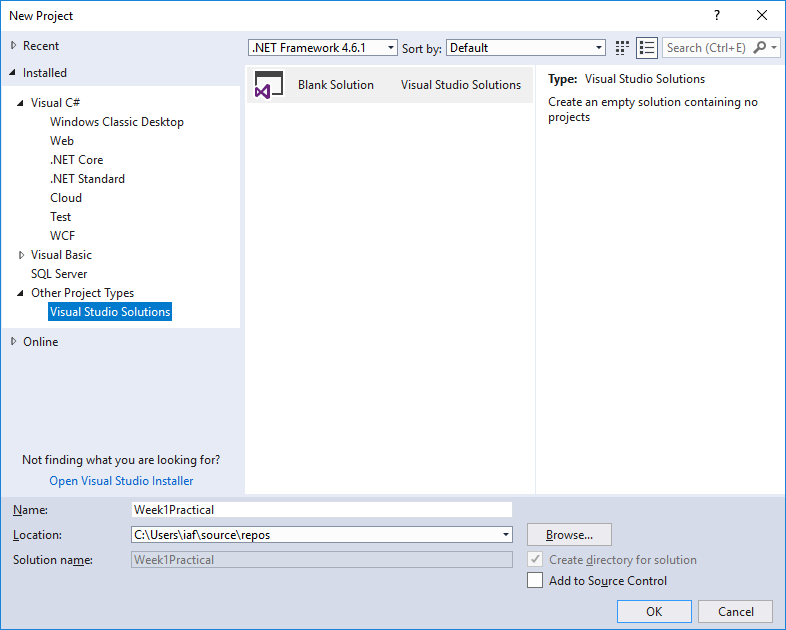 New Project
?
Recent
Installed
Visual C#
Windows Classic Desktop
Web
.NET Core
.NET Standard
Cloud
Test
WCF
Visual Basic
SQL Server
Other Project Types
Visual Studio Solutions
Online
Not finding what you are looking for?
Open Visual Studio Installer
.NET Framework 4.6.1 Sort by: Default Search (Ctrl+E)
Blank Solution Visual Studio Solutions
Type: Visual Studio Solutions
Create an empty solution containing no
projects
Name: Week1Practical
Location: C:\Users\iaf\source\repos Browse...
Solution name: Week1Practical Create directory for solution
Add to Source Control
OK Cancel